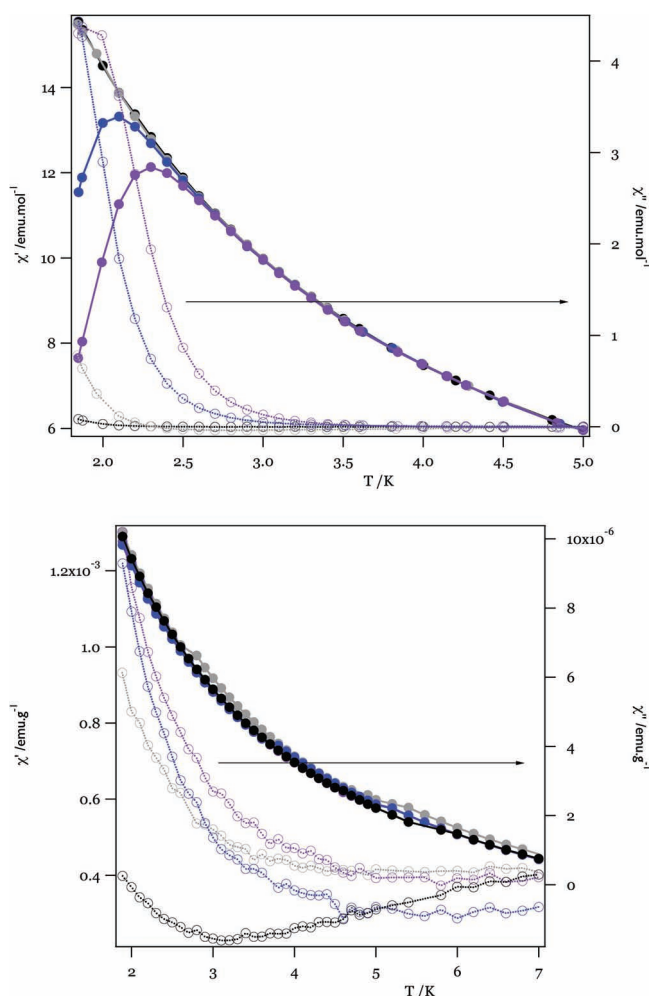 14
12
10
8
6
χ' /emu.mol⁻¹
4
3
2
1
0
χ'' /emu.mol⁻¹
2.0 2.5 3.0 3.5 4.0 4.5 5.0
T /K
1.2x10⁻³
1.0
0.8
0.6
0.4
χ' /emu.g⁻¹
10x10⁻⁶
8
6
4
2
0
χ'' /emu.g⁻¹
2 3 4 5 6 7
T /K